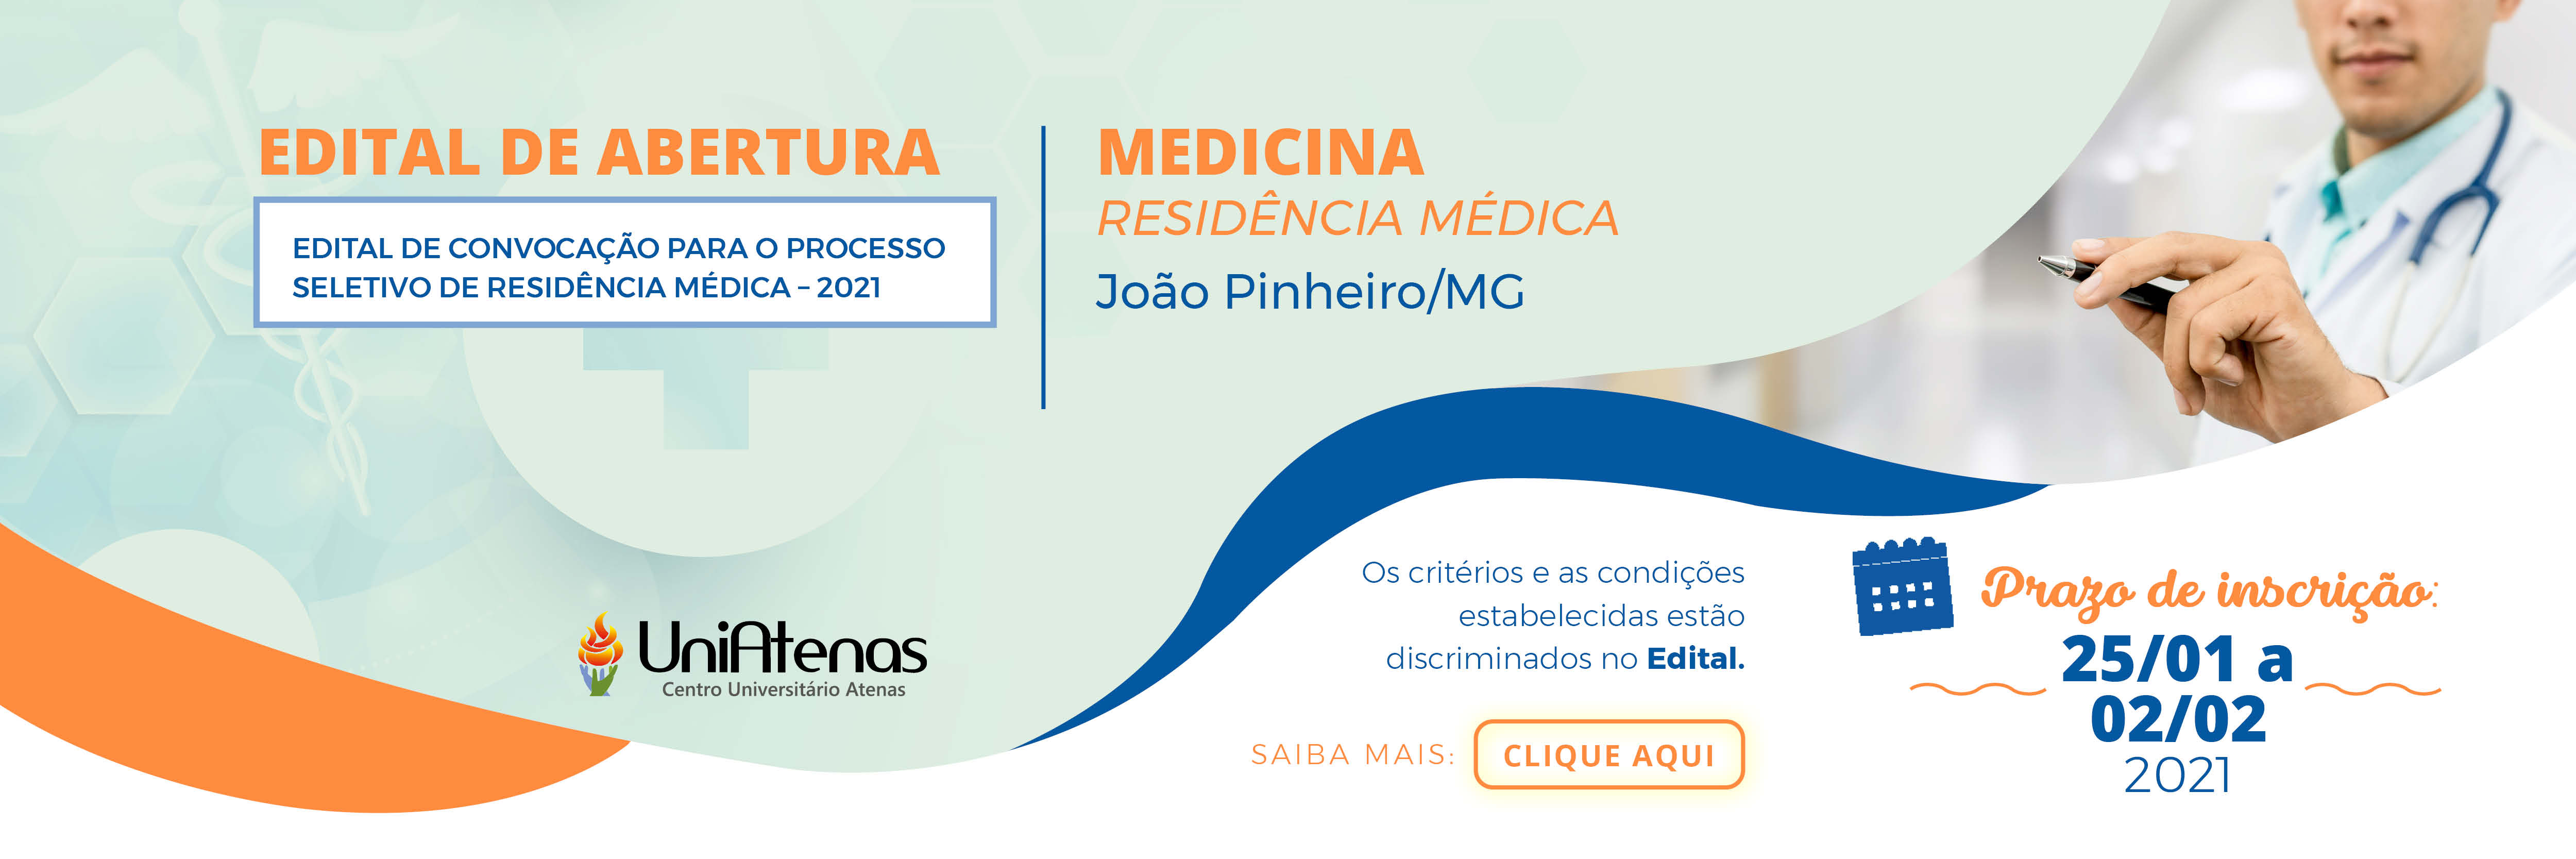 EDITAL DE ABERTURA
EDITAL DE CONVOCAÇÃO PARA O PROCESSO
SELETIVO DE RESIDÊNCIA MÉDICA – 2021
MEDICINA
RESIDÊNCIA MÉDICA
João Pinheiro/MG
UniAtenas
Centro Universitário Atenas
Os critérios e as condições
estabelecidas estão
discriminados no Edital.
SAIBA MAIS: CLIQUE AQUI
Prazo de inscrição:
25/01 a
02/02
2021